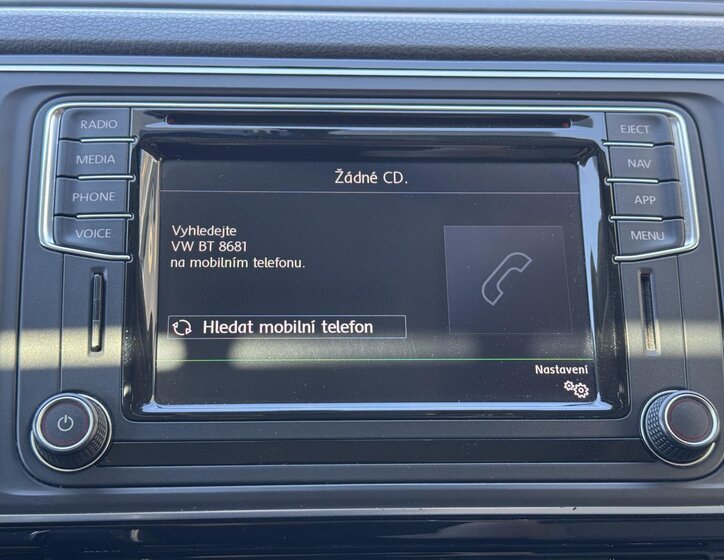 RADIO
MEDIA
PHONE
VOICE
Žádné CD.
Vyhledejte
VW BT 8681
na mobilním telefonu.
Hledat mobilní telefon
Nastavení
EJECT
NAV
APP
MENU